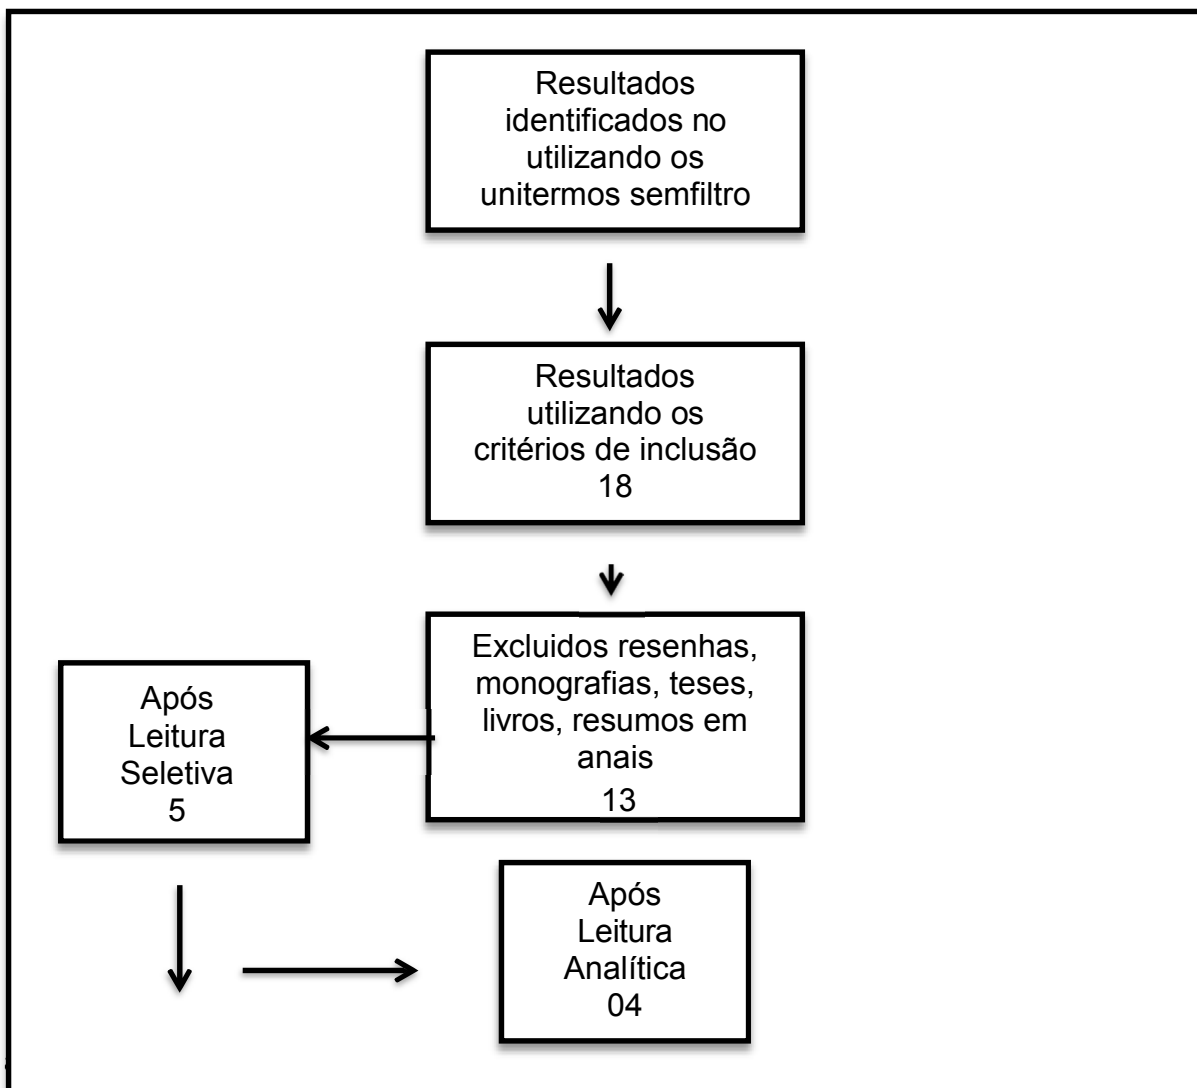 Resultados
identificados no
utilizando os
unitermos semfiltro
Resultados
utilizando os
critérios de inclusão
18
Excluidos resenhas,
monografias, teses,
livros, resumos em
anais
13
Após
Leitura
Seletiva
5
Após
Leitura
Analítica
04